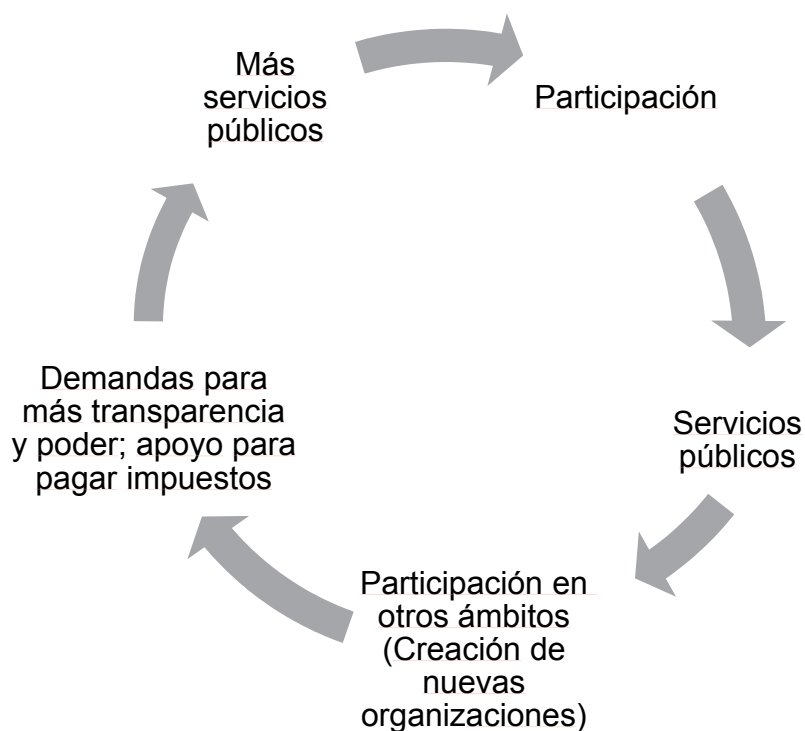 Más
servicios
públicos
Participación
Servicios
públicos
Participación en
otros ámbitos
(Creación de
nuevas
organizaciones)
Demandas para
más transparencia
y poder; apoyo para
pagar impuestos